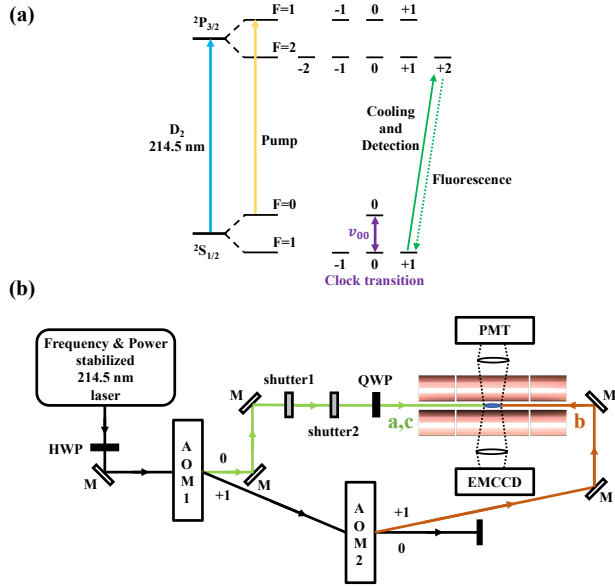 (a)
²P₃/₂
F=1
-1
0
+1
F=2
-2
-1
0
+1
+2
D₂
214.5 nm
Pump
Cooling
and
Detection
Fluorescence
F=0
0
ν₀₀
²S₁/₂
F=1
-1
0
+1
Clock transition
(b)
Frequency & Power
stabilized
214.5 nm
laser
HWP
M
AOM1
0
+1
M
M
shutter1
shutter2
QWP
a,c
PMT
EMCCD
b
M
M
AOM2
+1
0